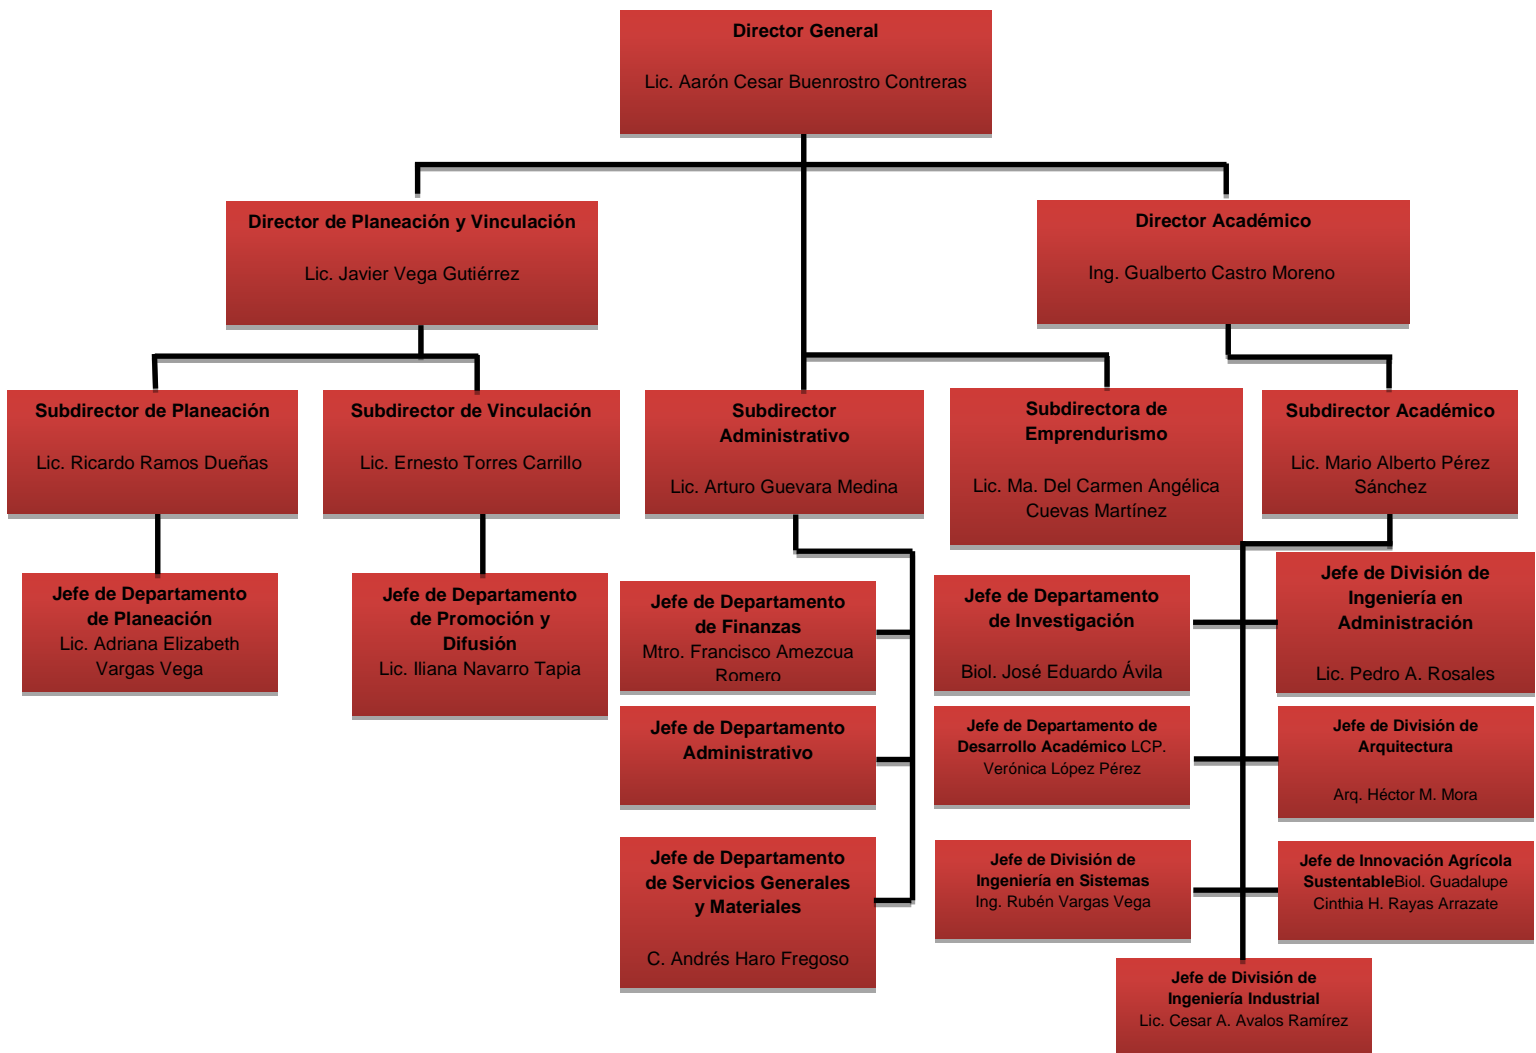 Director General
Lic. Aarón Cesar Buenrostro Contreras
Director de Planeación y Vinculación
Lic. Javier Vega Gutiérrez
Director Académico
Ing. Gualberto Castro Moreno
Subdirector de Planeación
Lic. Ricardo Ramos Dueñas
Subdirector de Vinculación
Lic. Ernesto Torres Carrillo
Subdirector
Administrativo
Lic. Arturo Guevara Medina
Subdirectora de
Emprendurismo
Lic. Ma. Del Carmen Angélica
Cuevas Martínez
Subdirector Académico
Lic. Mario Alberto Pérez
Sánchez
Jefe de Departamento
de Planeación
Lic. Adriana Elizabeth
Vargas Vega
Jefe de Departamento
de Promoción y
Difusión
Lic. Iliana Navarro Tapia
Jefe de Departamento
de Finanzas
Mtro. Francisco Amezcua
Romero
Jefe de Departamento
de Investigación
Biol. José Eduardo Ávila
Jefe de División de
Ingeniería en
Administración
Lic. Pedro A. Rosales
Jefe de Departamento
Administrativo
Jefe de Departamento de
Desarrollo Académico LCP.
Verónica López Pérez
Jefe de División de
Arquitectura
Arq. Héctor M. Mora
Jefe de Departamento
de Servicios Generales
y Materiales
C. Andrés Haro Fregoso
Jefe de División de
Ingeniería en Sistemas
Ing. Rubén Vargas Vega
Jefe de Innovación Agrícola
SustentableBiol. Guadalupe
Cinthia H. Rayas Arrazate
Jefe de División de
Ingeniería Industrial
Lic. Cesar A. Avalos Ramírez